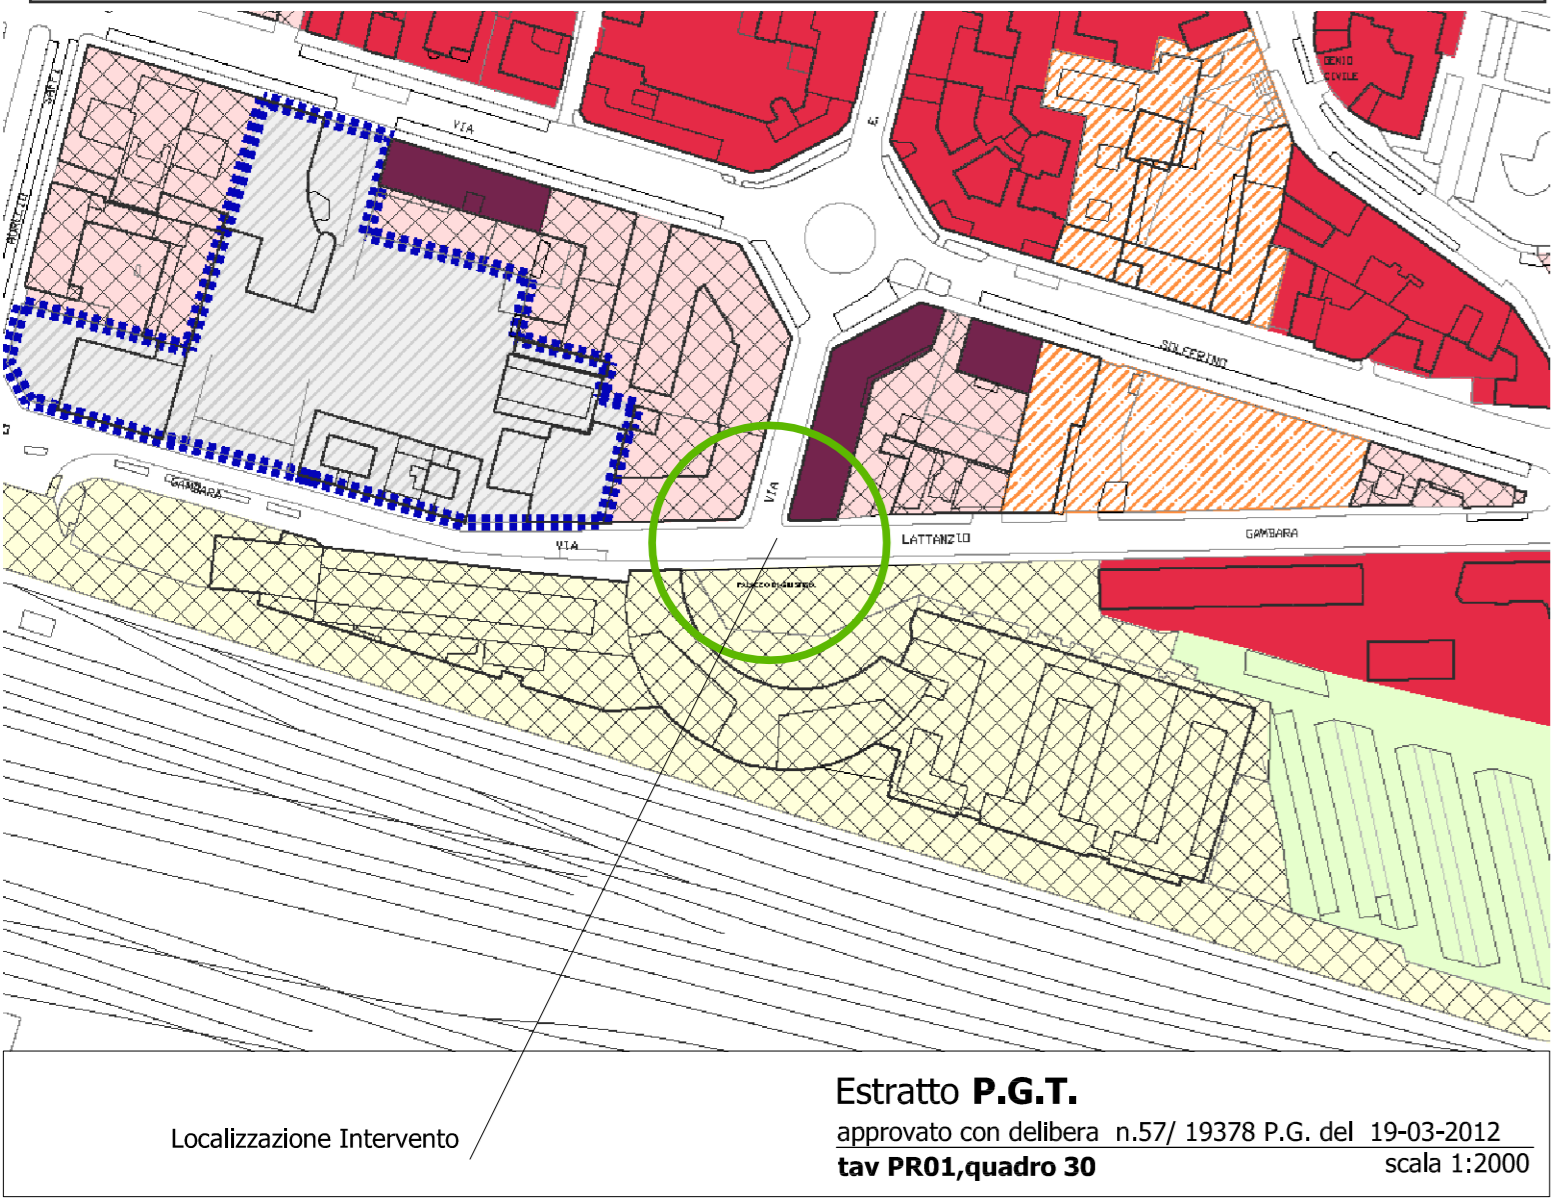 GENIO
CIVILE
VIA
SOLFERINO
GAMBARA
VIA
VIA
LATTANZIO
GAMBARA
Localizzazione Intervento
Estratto P.G.T.
approvato con delibera n.57/ 19378 P.G. del 19-03-2012
tav PR01,quadro 30
scala 1:2000